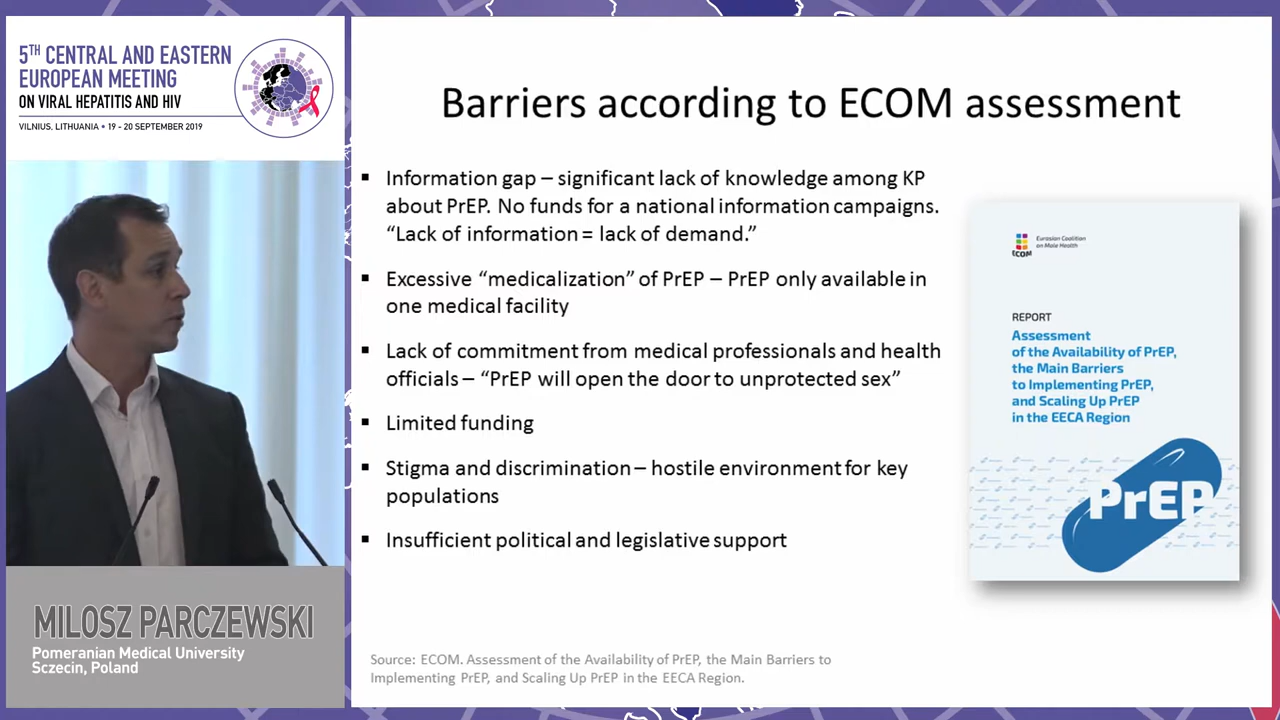 5TH CENTRAL AND EASTERN
EUROPEAN MEETING
ON VIRAL HEPATITIS AND HIV
VILNIUS, LITHUANIA • 19 - 20 SEPTEMBER 2019
Barriers according to ECOM assessment
▪ Information gap – significant lack of knowledge among KP
about PrEP. No funds for a national information campaigns.
“Lack of information = lack of demand.”
▪ Excessive “medicalization” of PrEP – PrEP only available in
one medical facility
▪ Lack of commitment from medical professionals and health
officials – “PrEP will open the door to unprotected sex”
▪ Limited funding
▪ Stigma and discrimination – hostile environment for key
populations
▪ Insufficient political and legislative support
ECOM
Eurasian Coalition
on Male Health
REPORT
Assessment
of the Availability of PrEP,
the Main Barriers
to Implementing PrEP,
and Scaling Up PrEP
in the EECA Region
PrEP
MILOSZ PARCZEWSKI
Pomeranian Medical University
Sczecin, Poland
Source: ECOM. Assessment of the Availability of PrEP, the Main Barriers to
Implementing PrEP, and Scaling Up PrEP in the EECA Region.